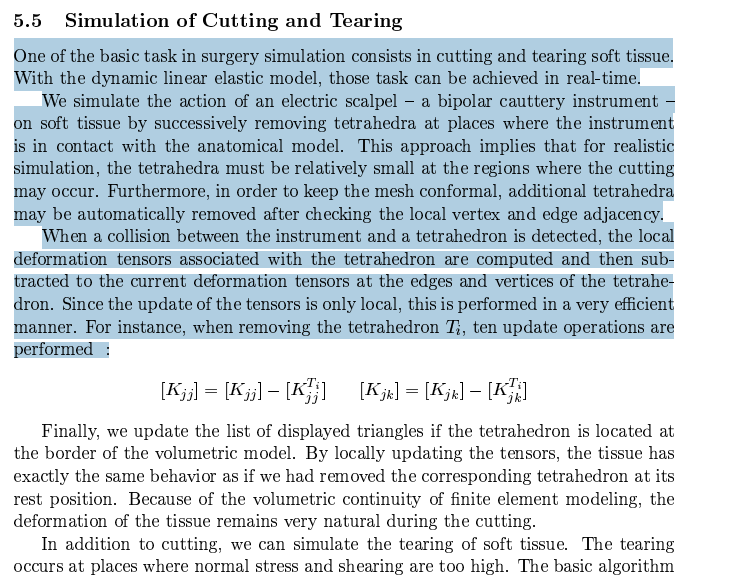 5.5 Simulation of Cutting and Tearing
One of the basic task in surgery simulation consists in cutting and tearing soft tissue.
With the dynamic linear elastic model, those task can be achieved in real-time.
We simulate the action of an electric scalpel – a bipolar cauttery instrument –
on soft tissue by successively removing tetrahedra at places where the instrument
is in contact with the anatomical model. This approach implies that for realistic
simulation, the tetrahedra must be relatively small at the regions where the cutting
may occur. Furthermore, in order to keep the mesh conformal, additional tetrahedra
may be automatically removed after checking the local vertex and edge adjacency.
When a collision between the instrument and a tetrahedron is detected, the local
deformation tensors associated with the tetrahedron are computed and then sub-
tracted to the current deformation tensors at the edges and vertices of the tetrahe-
dron. Since the update of the tensors is only local, this is performed in a very efficient
manner. For instance, when removing the tetrahedron T_i, ten update operations are
performed :
[K_{jj}] = [K_{jj}] − [K_{jj}^{T_i}] [K_{jk}] = [K_{jk}] − [K_{jk}^{T_i}]
Finally, we update the list of displayed triangles if the tetrahedron is located at
the border of the volumetric model. By locally updating the tensors, the tissue has
exactly the same behavior as if we had removed the corresponding tetrahedron at its
rest position. Because of the volumetric continuity of finite element modeling, the
deformation of the tissue remains very natural during the cutting.
In addition to cutting, we can simulate the tearing of soft tissue. The tearing
occurs at places where normal stress and shearing are too high. The basic algorithm